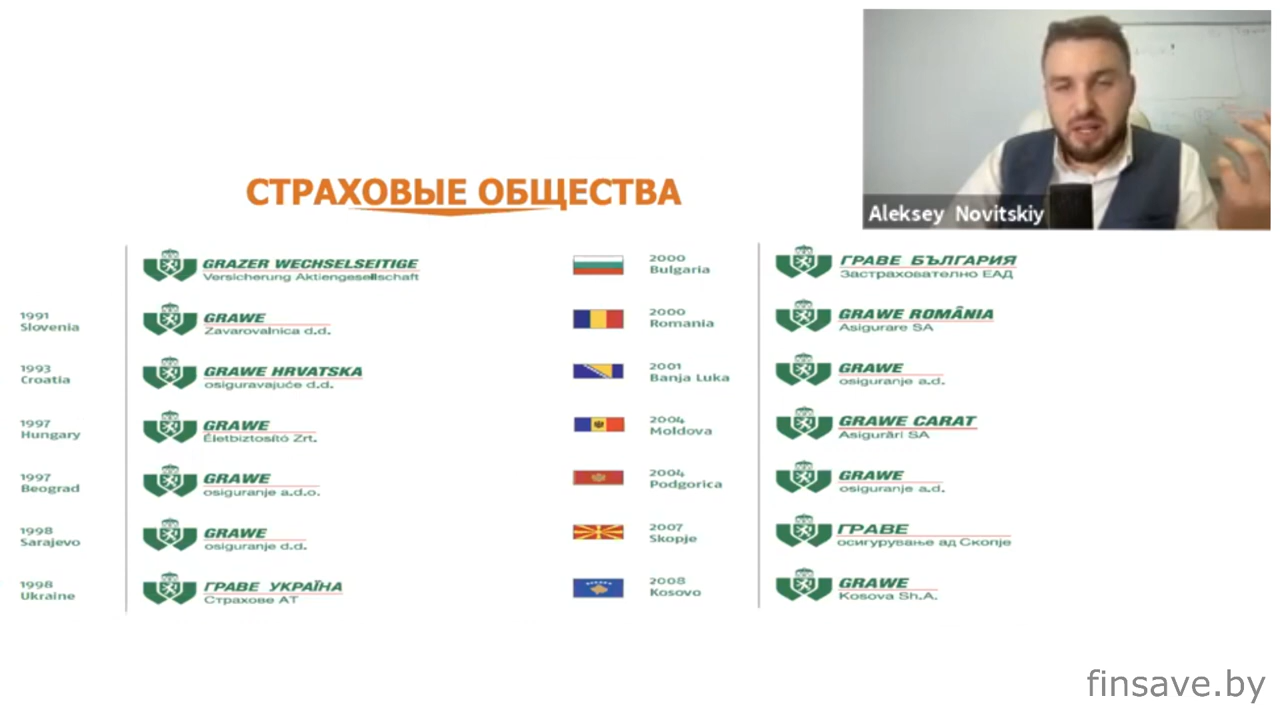 Aleksey Novitskiy
СТРАХОВЫЕ ОБЩЕСТВА
GRAZER WECHSELSEITIGE
Versicherung Aktiengesellschaft
1991
Slovenia
GRAWE
Zavarovalnica d.d.
1993
Croatia
GRAWE HRVATSKA
osiguravajuće d.d.
1997
Hungary
GRAWE
Életbiztosító Zrt.
1997
Beograd
GRAWE
osiguranje a.d.o.
1998
Sarajevo
GRAWE
osiguranje d.d.
1998
Ukraine
ГРАВЕ УКРАЇНА
Страхове АТ
2000
Bulgaria
ГРАВЕ БЪЛГАРИЯ
Застрахователно ЕАД
2000
Romania
GRAWE ROMÂNIA
Asigurare SA
2001
Banja Luka
GRAWE
osiguranje a.d.
2004
Moldova
GRAWE CARAT
Asigurări SA
2004
Podgorica
GRAWE
osiguranje a.d.
2007
Skopje
ГРАВЕ
осигурување ад Скопје
2008
Kosovo
GRAWE
Kosova Sh.A.
finsave.by